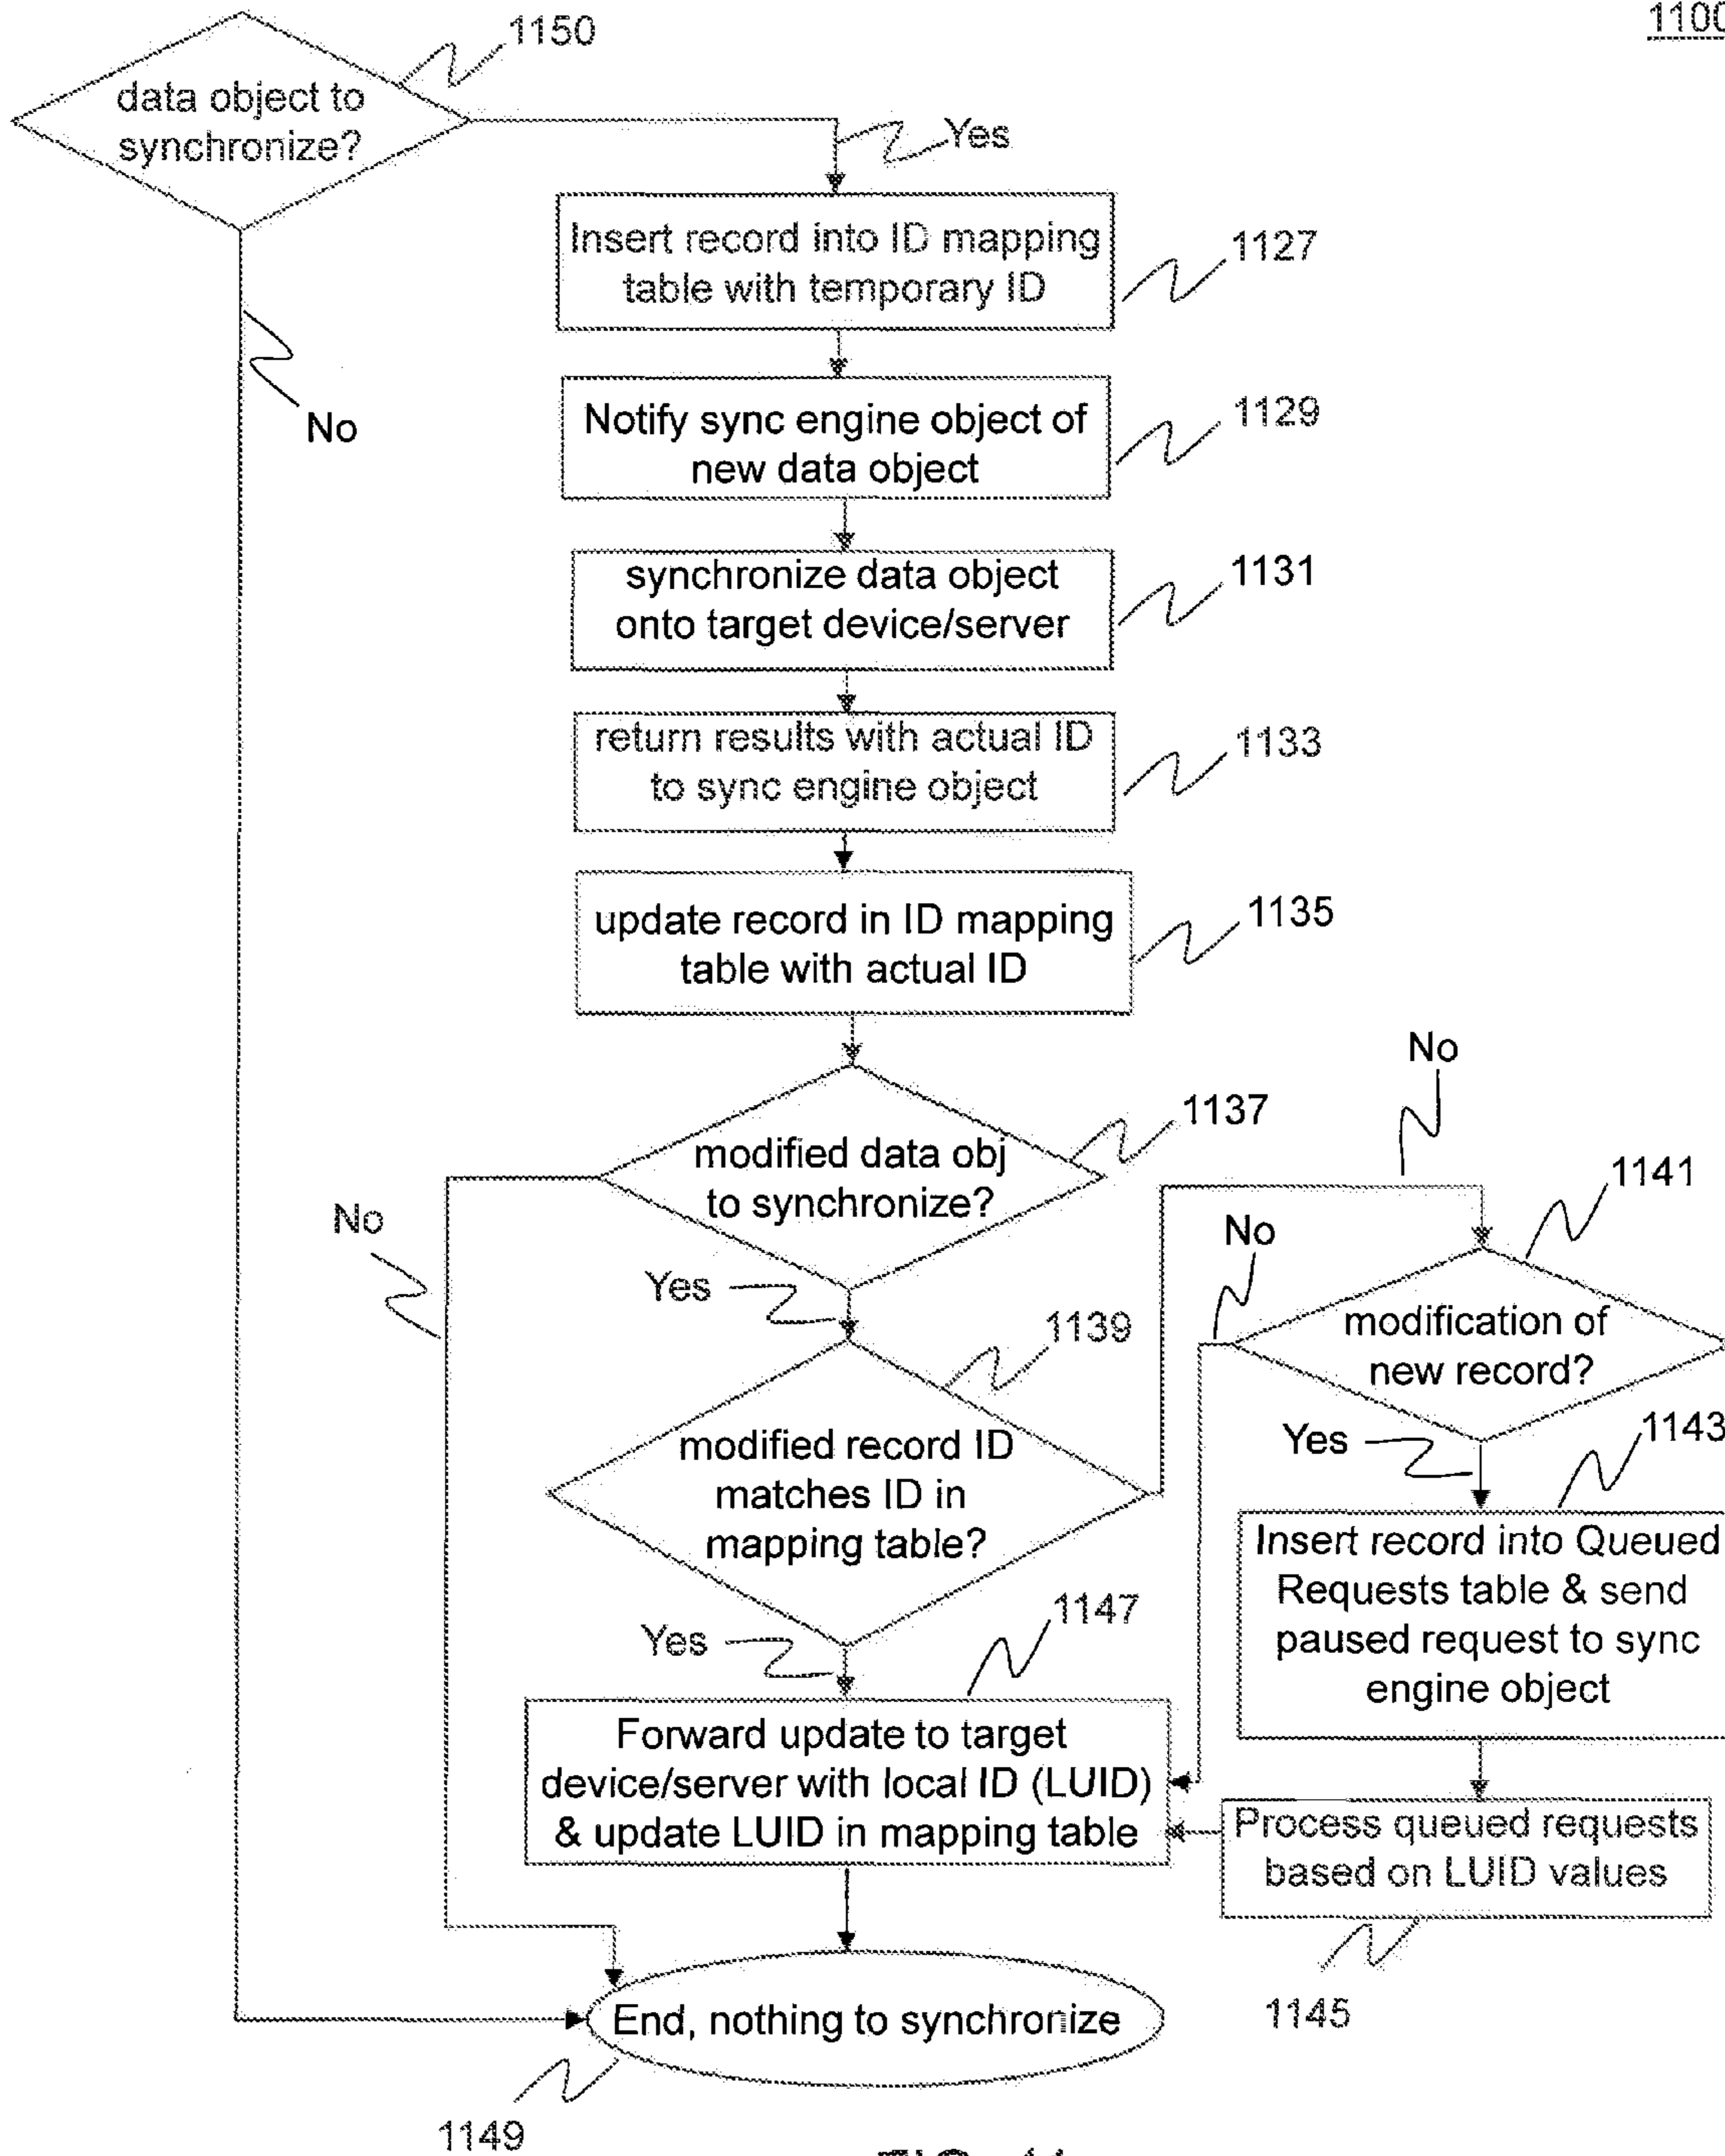 1100
1150
data object to
synchronize?
Yes
Insert record into ID mapping
table with temporary ID
1127
No
Notify sync engine object of
new data object
1129
synchronize data object
onto target device/server
1131
return results with actual ID
to sync engine object
1133
update record in ID mapping
table with actual ID
1135
modified data obj
to synchronize?
1137
No
Yes
modified record ID
matches ID in
mapping table?
1139
No
1141
No
modification of
new record?
Yes
1143
Insert record into Queued
Requests table & send
paused request to sync
engine object
Yes
1147
Forward update to target
device/server with local ID (LUID)
& update LUID in mapping table
Process queued requests
based on LUID values
1145
End, nothing to synchronize
1149